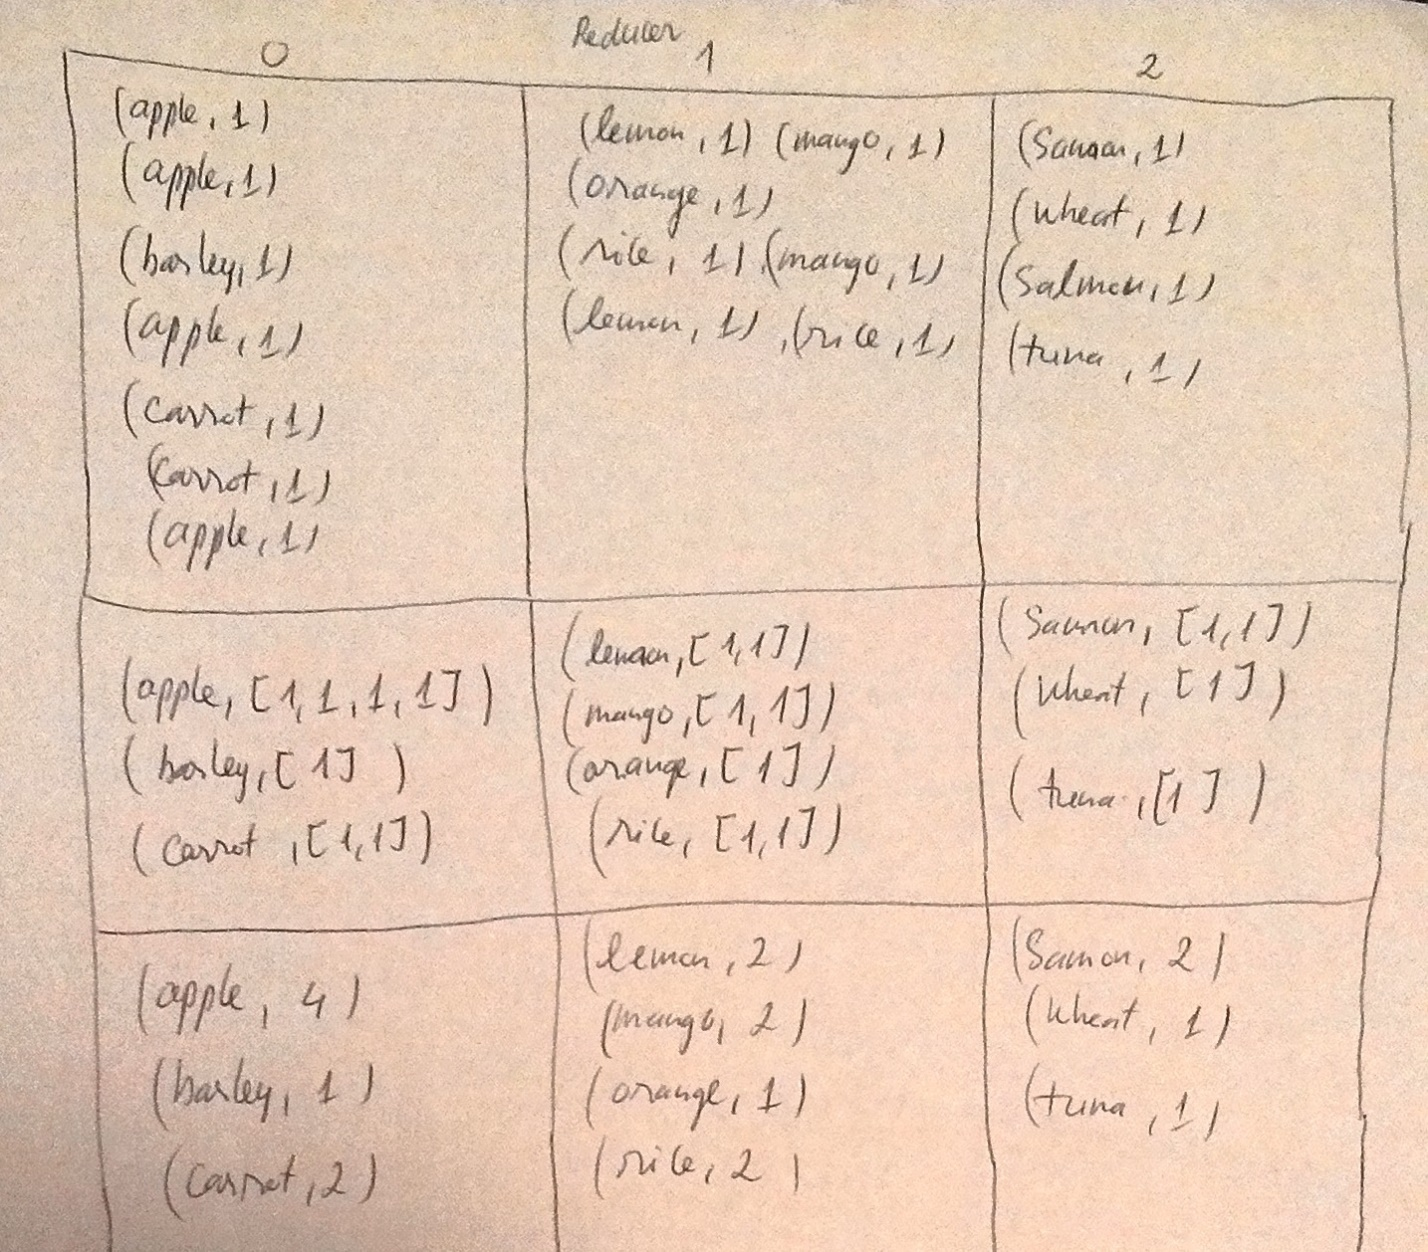 Reducer
0 1 2
(apple, 1)
(apple, 1)
(barley, 1)
(apple, 1)
(carrot, 1)
(carrot, 1)
(apple, 1)
(lemon, 1) (mango, 1)
(orange, 1)
(rice, 1), (mango, 1)
(lemon, 1), (rice, 1)
(Samon, 1)
(wheat, 1)
(Salmon, 1)
(tuna, 1)
(apple, [1, 1, 1, 1])
(barley, [1])
(carrot, [1, 1])
(lemon, [1, 1])
(mango, [1, 1])
(orange, [1])
(rice, [1, 1])
(Samon, [1, 1])
(wheat, [1])
(tuna, [1])
(apple, 4)
(barley, 1)
(carrot, 2)
(lemon, 2)
(mango, 2)
(orange, 1)
(rice, 2)
(Samon, 2)
(wheat, 1)
(tuna, 1)